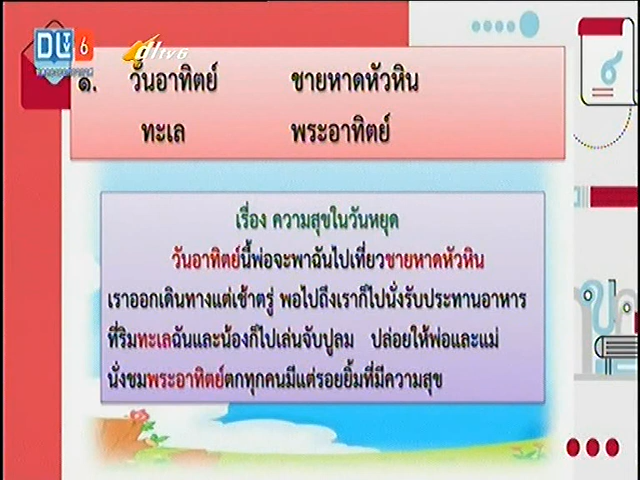 DLTV 6
dltv 6
๑. วันอาทิตย์ ชายหาดหัวหิน
ทะเล พระอาทิตย์
เรื่อง ความสุขในวันหยุด
วันอาทิตย์นี้พ่อจะพาฉันไปเที่ยวชายหาดหัวหิน
เราออกเดินทางแต่เช้าตรู่ พอไปถึงเราก็ไปนั่งรับประทานอาหาร
ที่ริมทะเลฉันและน้องก็ไปเล่นจับปูลม ปล่อยให้พ่อและแม่
นั่งชมพระอาทิตย์ตกทุกคนมีแต่รอยยิ้มที่มีความสุข